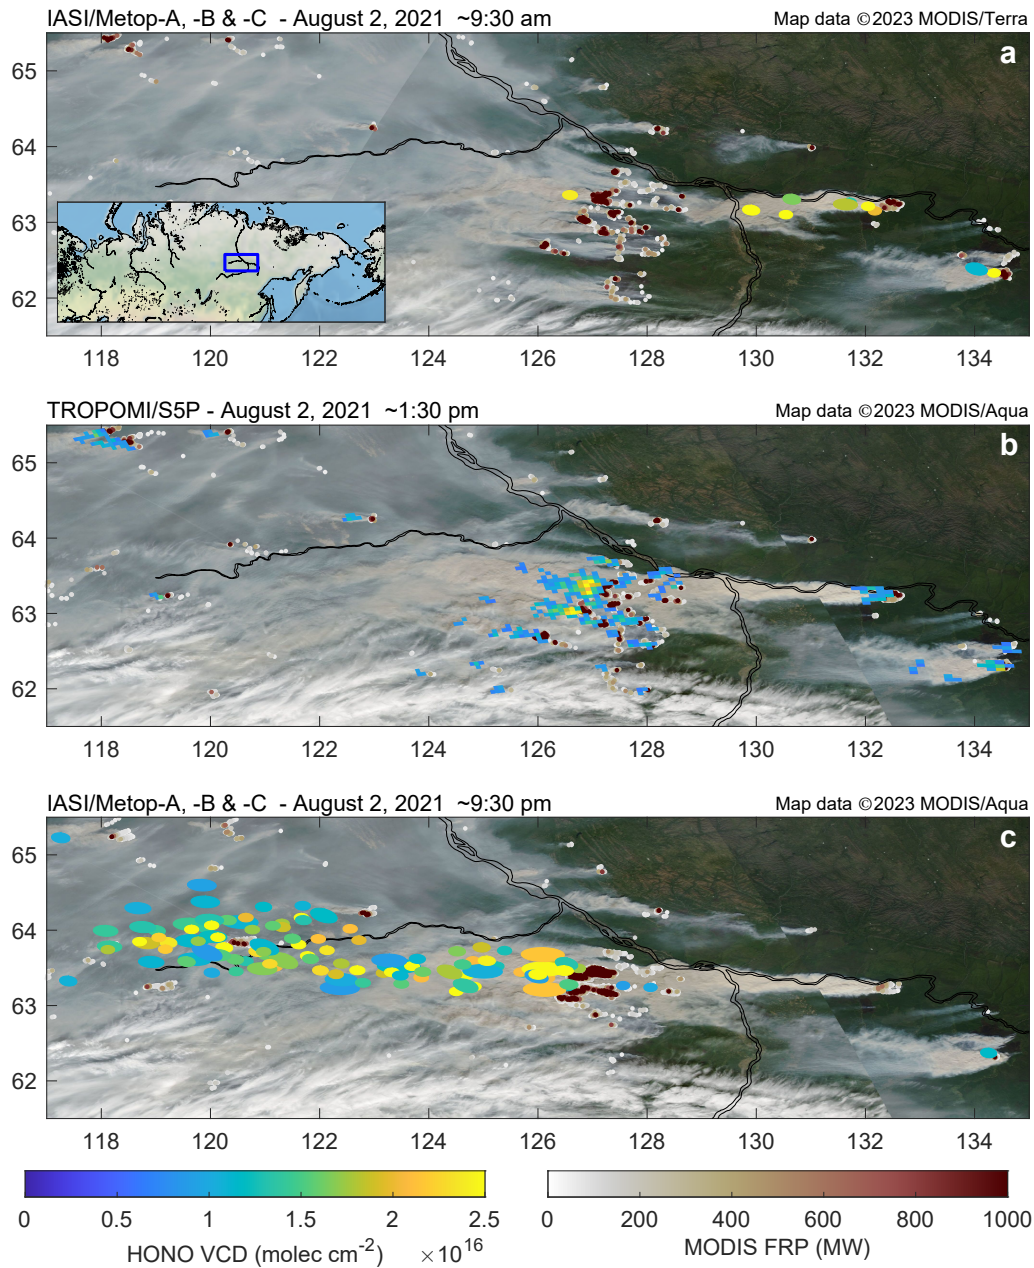 IASI/Metop-A, -B & -C - August 2, 2021 ~9:30 am
Map data ©2023 MODIS/Terra
a
65
64
63
62
118 120 122 124 126 128 130 132 134
TROPOMI/S5P - August 2, 2021 ~1:30 pm
Map data ©2023 MODIS/Aqua
b
65
64
63
62
118 120 122 124 126 128 130 132 134
IASI/Metop-A, -B & -C - August 2, 2021 ~9:30 pm
Map data ©2023 MODIS/Aqua
c
65
64
63
62
118 120 122 124 126 128 130 132 134
0 0.5 1 1.5 2 2.5
HONO VCD (molec cm⁻²) ×10¹⁶
0 200 400 600 800 1000
MODIS FRP (MW)